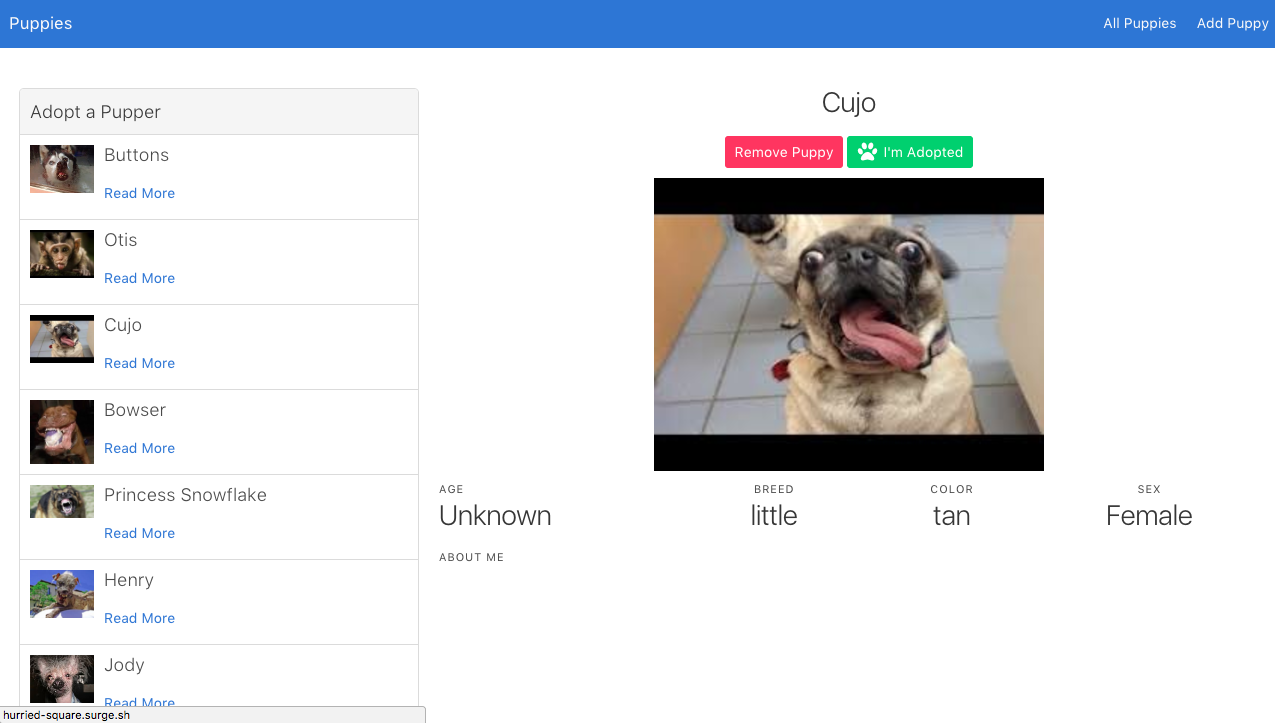 Puppies
All Puppies
Add Puppy
Adopt a Pupper
Buttons
Read More
Otis
Read More
Cujo
Read More
Bowser
Read More
Princess Snowflake
Read More
Henry
Read More
Jody
Read More
Cujo
Remove Puppy
I'm Adopted
AGE
Unknown
BREED
little
COLOR
tan
SEX
Female
ABOUT ME
hurried-square.surge.sh